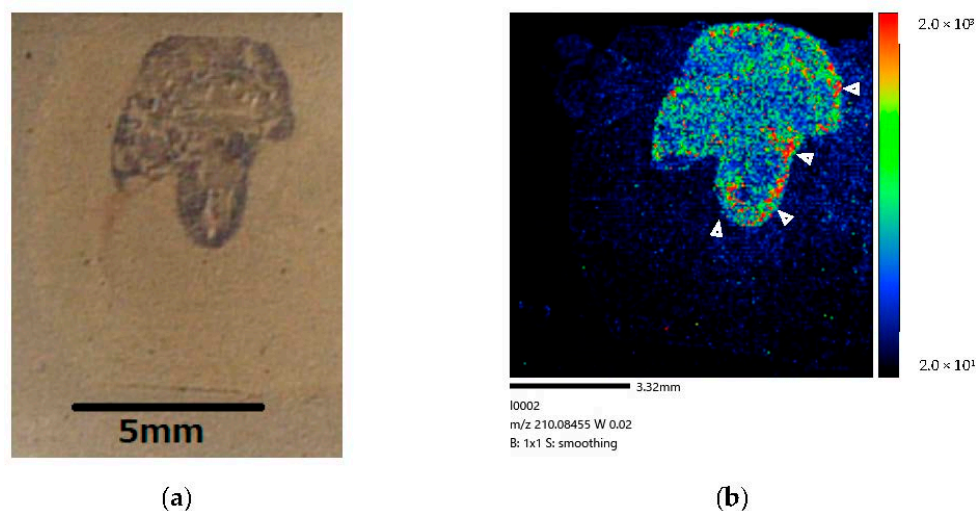 5mm
(a)
2.0 × 10³
2.0 × 10¹
3.32mm
I0002
m/z 210.08455 W 0.02
B: 1x1 S: smoothing
(b)